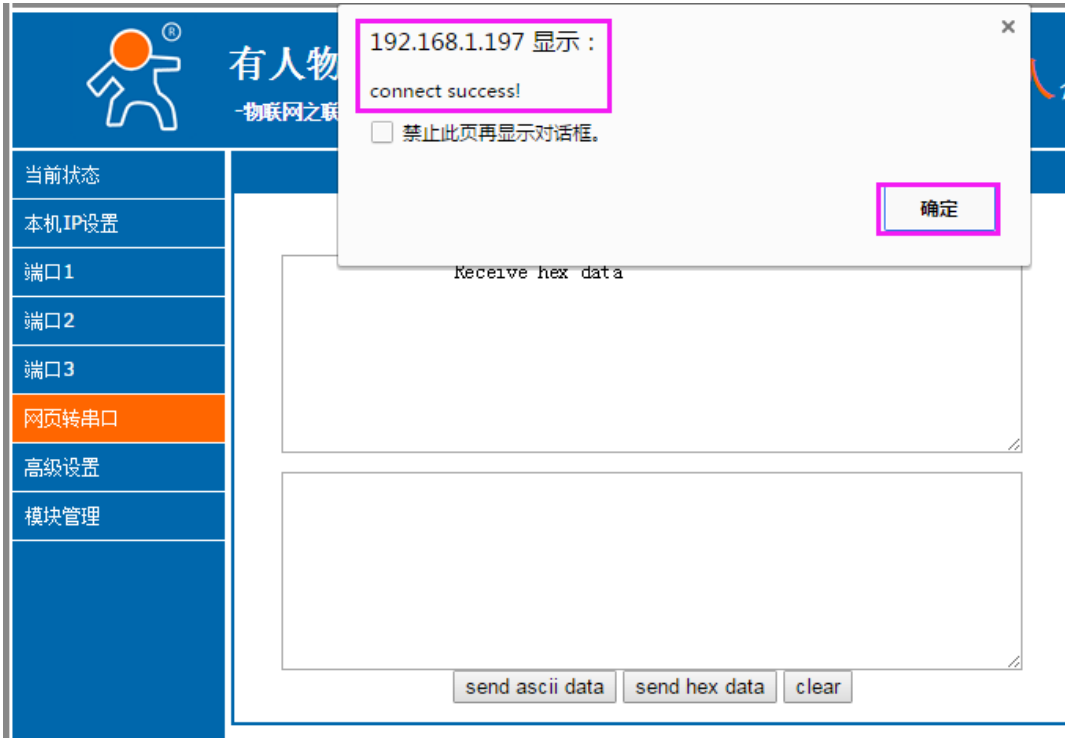 ®
有人物
-物联网之联
192.168.1.197 显示：
connect success!
禁止此页再显示对话框。
确定
当前状态
本机IP设置
端口1
端口2
端口3
网页转串口
高级设置
模块管理
Receive hex data
send ascii data
send hex data
clear